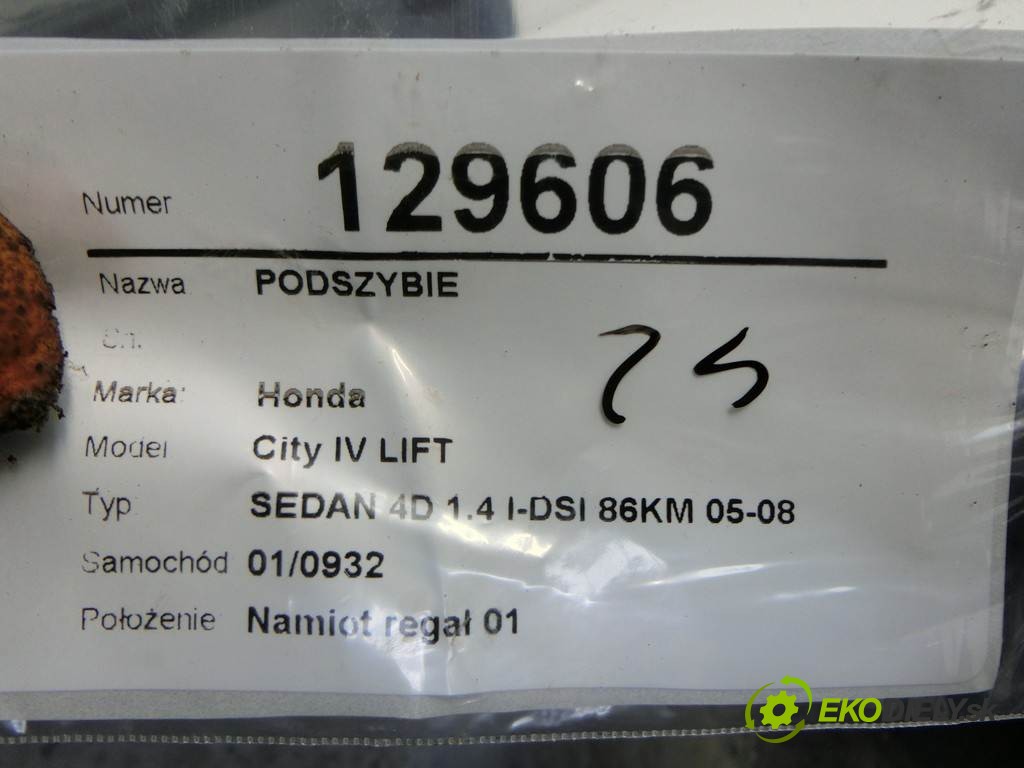 Numer 129606
Nazwa PODSZYBIE
Marka: Honda
Model City IV LIFT
Typ SEDAN 4D 1.4 I-DSI 86KM 05-08
Samochód 01/0932
Położenie Namiot regał 01
EKODIELY.sk